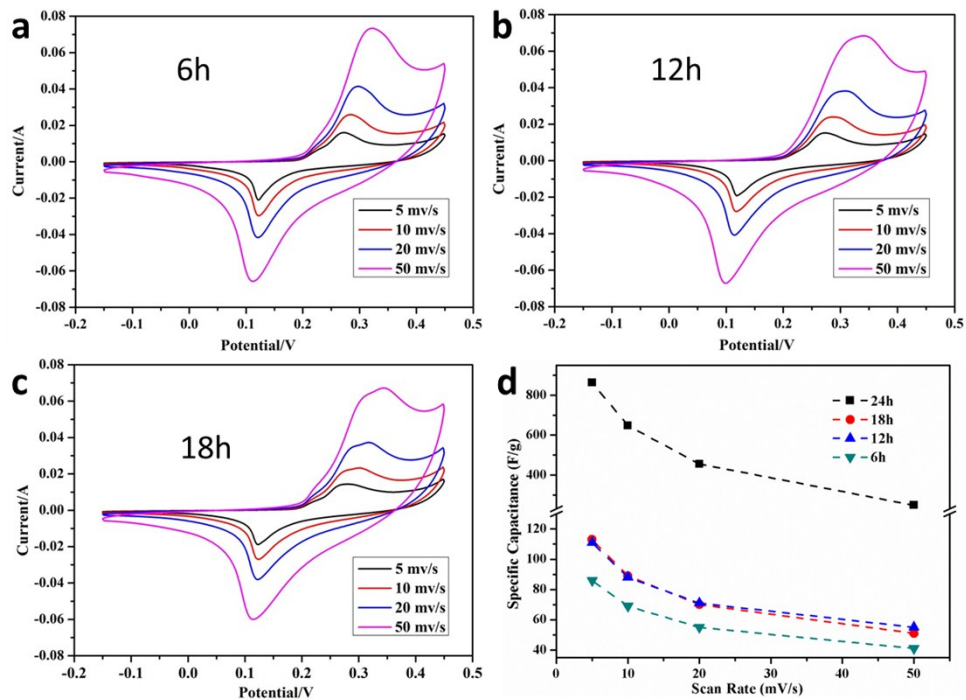 a
6h
0.08
0.06
0.04
0.02
0.00
-0.02
-0.04
-0.06
-0.08
Current/A
-0.2 -0.1 0.0 0.1 0.2 0.3 0.4 0.5
Potential/V
5 mv/s
10 mv/s
20 mv/s
50 mv/s
b
12h
0.08
0.06
0.04
0.02
0.00
-0.02
-0.04
-0.06
-0.08
Current/A
-0.2 -0.1 0.0 0.1 0.2 0.3 0.4 0.5
Potential/V
5 mv/s
10 mv/s
20 mv/s
50 mv/s
c
18h
0.08
0.06
0.04
0.02
0.00
-0.02
-0.04
-0.06
-0.08
Current/A
-0.2 -0.1 0.0 0.1 0.2 0.3 0.4 0.5
Potential/V
5 mv/s
10 mv/s
20 mv/s
50 mv/s
d
800
600
400
120
100
80
60
40
Specific Capacitance (F/g)
0 10 20 30 40 50
Scan Rate (mV/s)
24h
18h
12h
6h